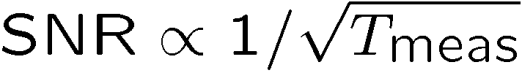 SNR ∝ 1/√T_meas